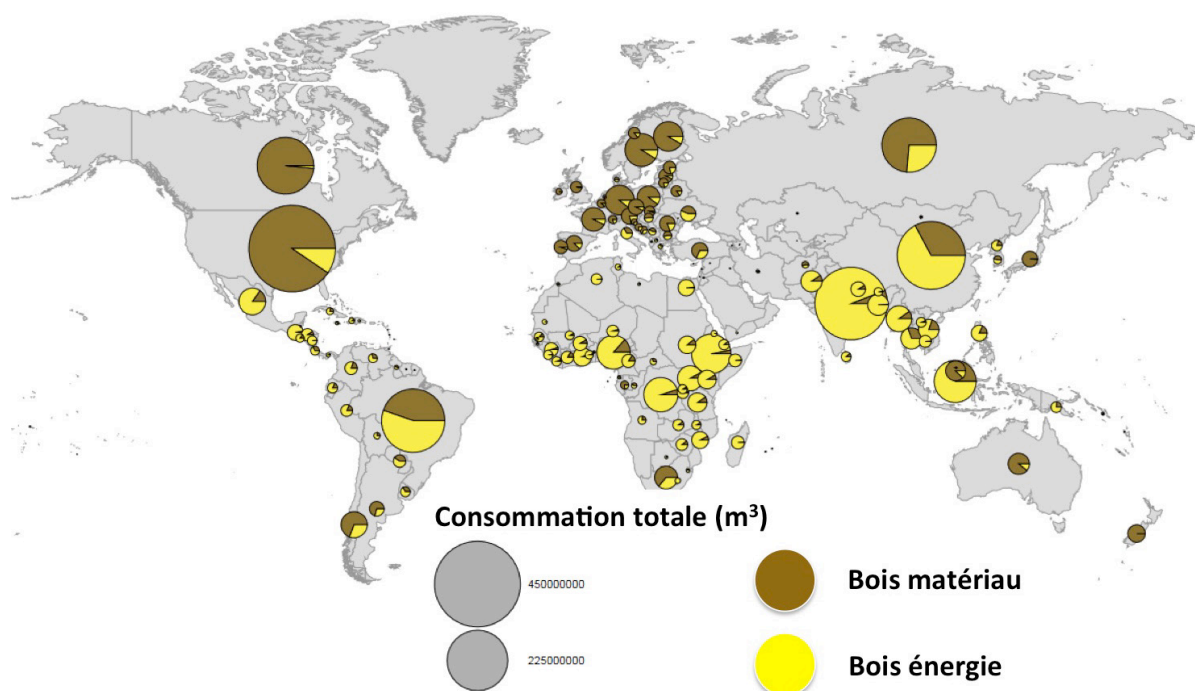 Consommation totale (m³)
450000000
225000000
Bois matériau
Bois énergie